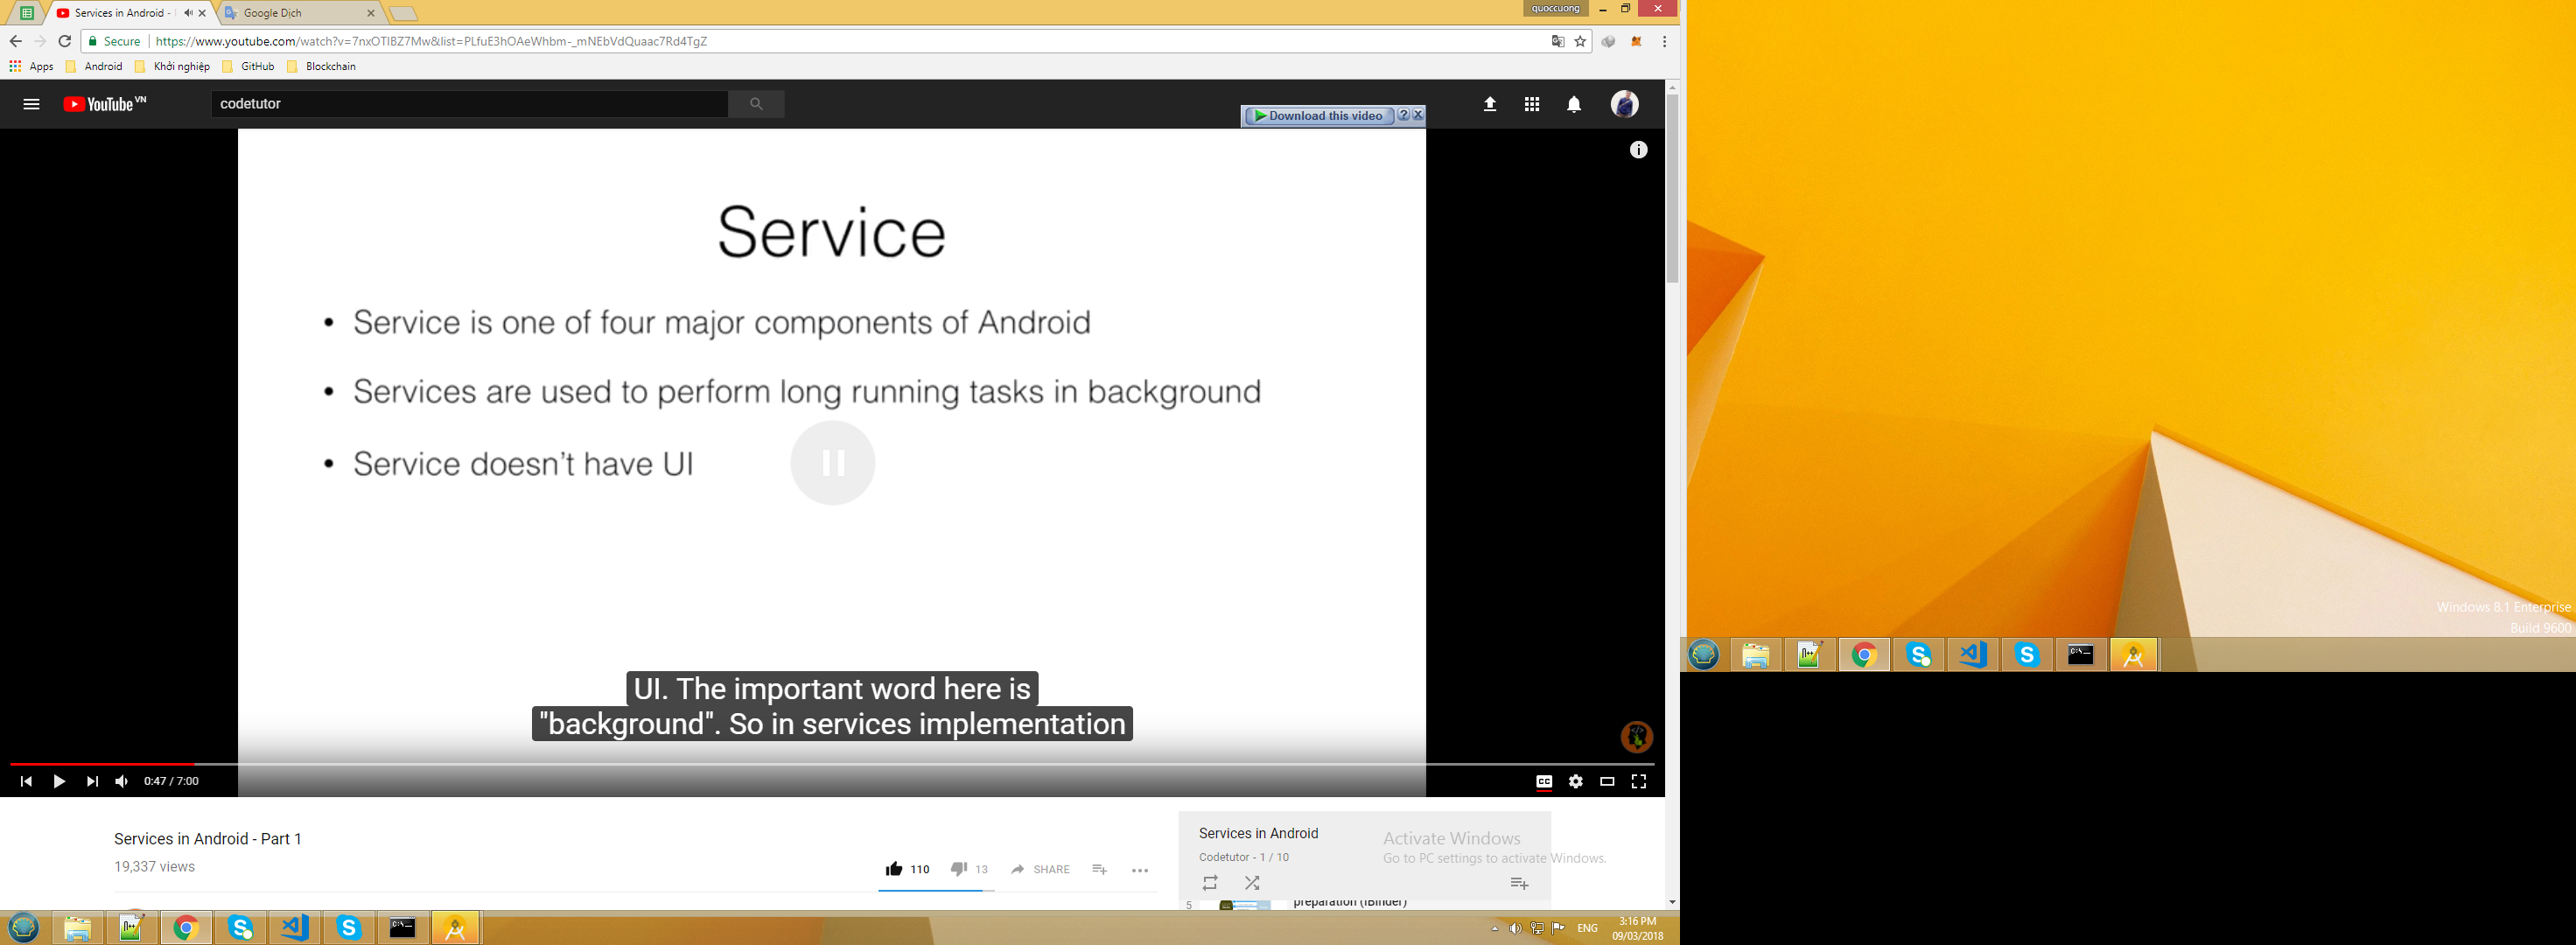 Services in Android -
Google Dịch
quoccuong
Secure
https://www.youtube.com/watch?v=7nxOTIBZ7Mw&list=PLfuE3hOAeWhbm-_mNEbVdQuaac7Rd4TgZ
Apps
Android
Khởi nghiệp
GitHub
Blockchain
YouTube VN
codetutor
Download this video
?
Service
• Service is one of four major components of Android
• Services are used to perform long running tasks in background
• Service doesn't have UI
UI. The important word here is
"background". So in services implementation
0:47 / 7:00
CC
Services in Android - Part 1
19,337 views
110
13
SHARE
Services in Android
Codetutor - 1 / 10
Activate Windows
Go to PC settings to activate Windows.
5
preparation (IBinder)
ENG
3:16 PM
09/03/2018
Windows 8.1 Enterprise
Build 9600